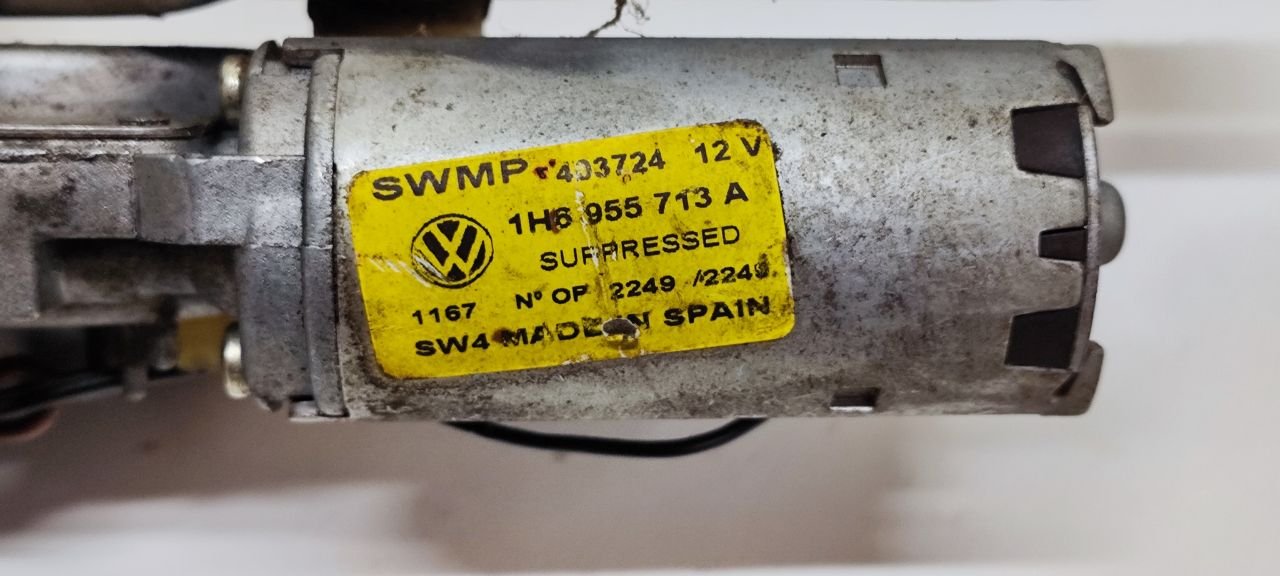 SWMP 403724 12 V
1H6 955 713 A
SUPPRESSED
1167 Nº OP 2249 /2249
SW4 MADE IN SPAIN